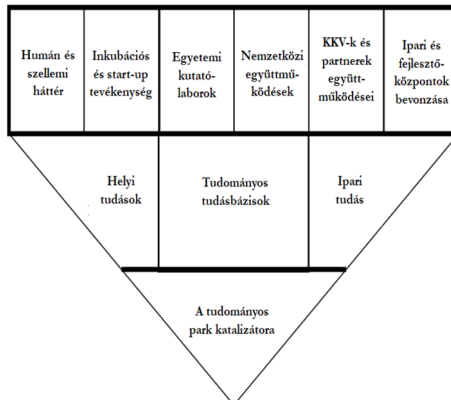 Humán és
szellemi
háttér
Inkubációs
és start-up
tevékenység
Egyetemi
kutató-
laborok
Nemzetközi
együttmű-
ködések
KKV-k és
partnerek
együtt-
működései
Ipari és
fejlesztő-
központok
bevonzása
Helyi
tudások
Tudományos
tudásbázisok
Ipari
tudás
A tudományos
park katalizátora